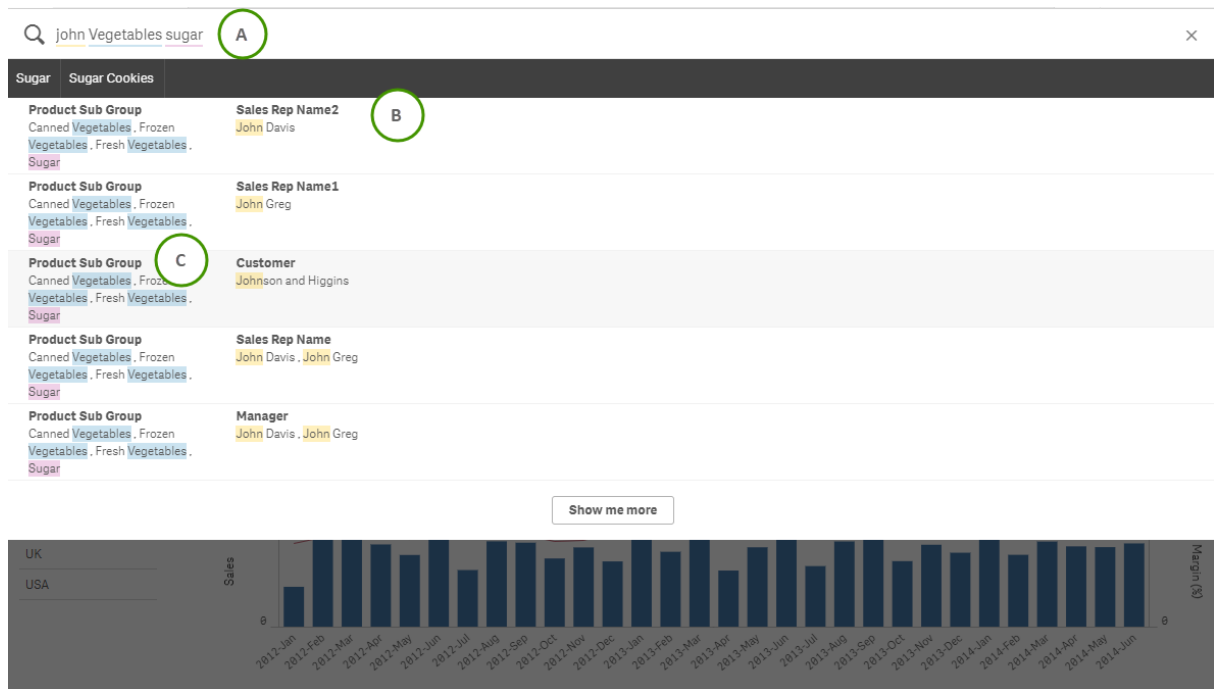 john Vegetables sugar
A
Sugar Sugar Cookies
Product Sub Group
Canned Vegetables , Frozen
Vegetables , Fresh Vegetables ,
Sugar
Sales Rep Name2
John Davis
B
Product Sub Group
Canned Vegetables , Frozen
Vegetables , Fresh Vegetables ,
Sugar
Sales Rep Name1
John Greg
Product Sub Group
Canned Vegetables , Froze
Vegetables , Fresh Vegetables ,
Sugar
C
Customer
Johnson and Higgins
Product Sub Group
Canned Vegetables , Frozen
Vegetables , Fresh Vegetables ,
Sugar
Sales Rep Name
John Davis , John Greg
Product Sub Group
Canned Vegetables , Frozen
Vegetables , Fresh Vegetables ,
Sugar
Manager
John Davis , John Greg
Show me more
UK
USA
Sales
0
0
Margin (%)
2012-Jan
2012-Feb
2012-Mar
2012-Apr
2012-May
2012-Jun
2012-Jul
2012-Aug
2012-Sep
2012-Oct
2012-Nov
2012-Dec
2013-Jan
2013-Feb
2013-Mar
2013-Apr
2013-May
2013-Jun
2013-Jul
2013-Aug
2013-Sep
2013-Oct
2013-Nov
2013-Dec
2014-Jan
2014-Feb
2014-Mar
2014-Apr
2014-May
2014-Jun